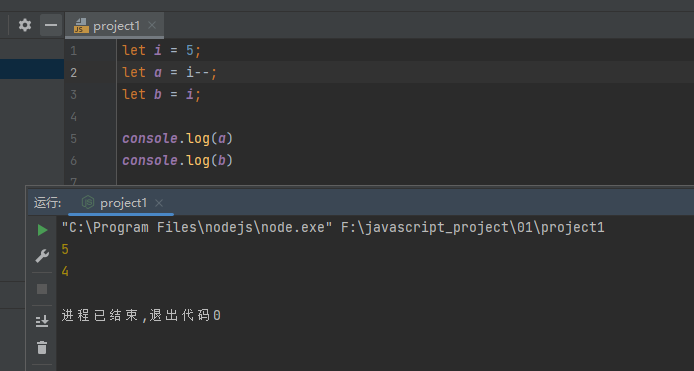 JS project1
1 let i = 5;
2 let a = i--;
3 let b = i;
4
5 console.log(a)
6 console.log(b)
7
运行: project1
"C:\Program Files\nodejs\node.exe" F:\javascript_project\01\project1
5
4
进程已结束,退出代码0